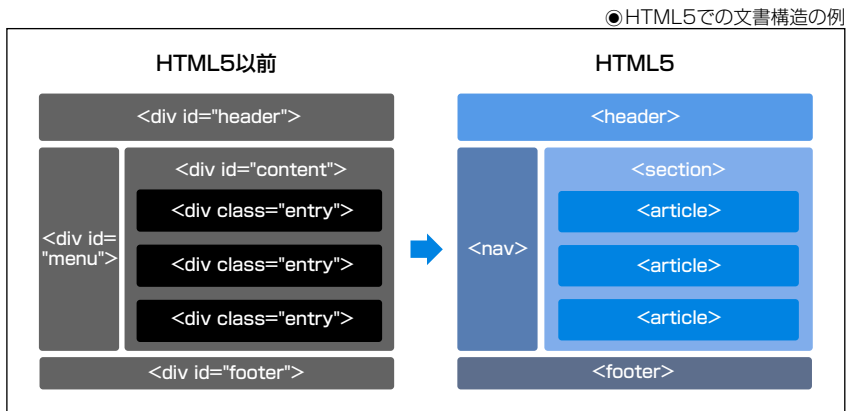 ◉HTML5での文書構造の例
HTML5以前
<div id="header">
<div id=
"menu">
<div id="content">
<div class="entry">
<div class="entry">
<div class="entry">
<div id="footer">
HTML5
<header>
<nav>
<section>
<article>
<article>
<article>
<footer>